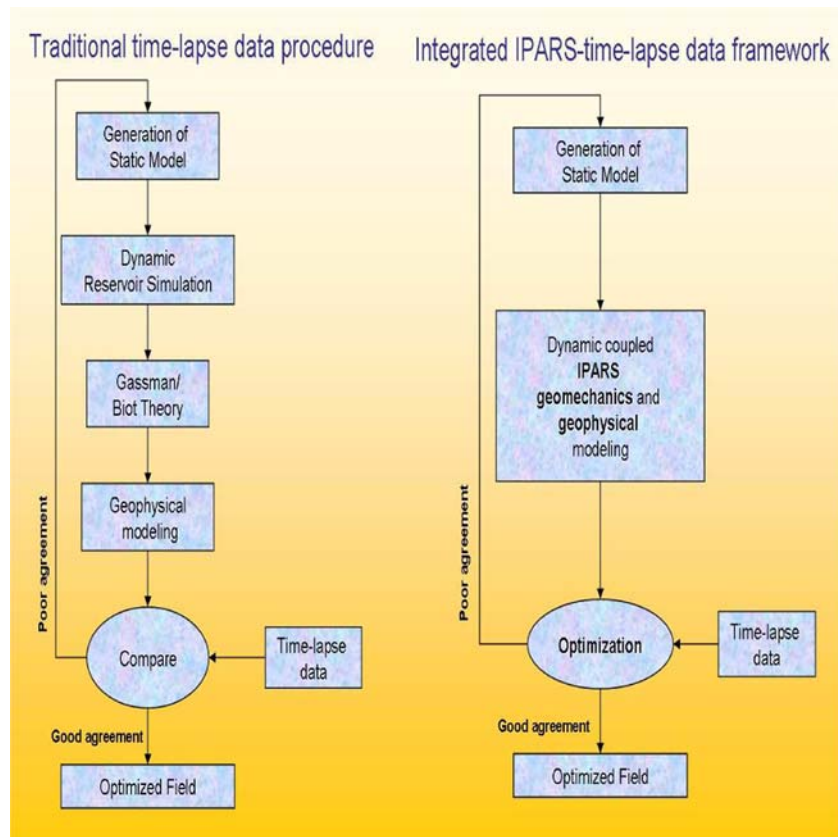 Traditional time-lapse data procedure
Generation of
Static Model
Dynamic
Reservoir Simulation
Gassman/
Biot Theory
Geophysical
modeling
Poor agreement
Compare
Time-lapse
data
Good agreement
Optimized Field
Integrated IPARS-time-lapse data framework
Generation of
Static Model
Dynamic coupled
IPARS
geomechanics and
geophysical
modeling
Poor agreement
Optimization
Time-lapse
data
Good agreement
Optimized Field